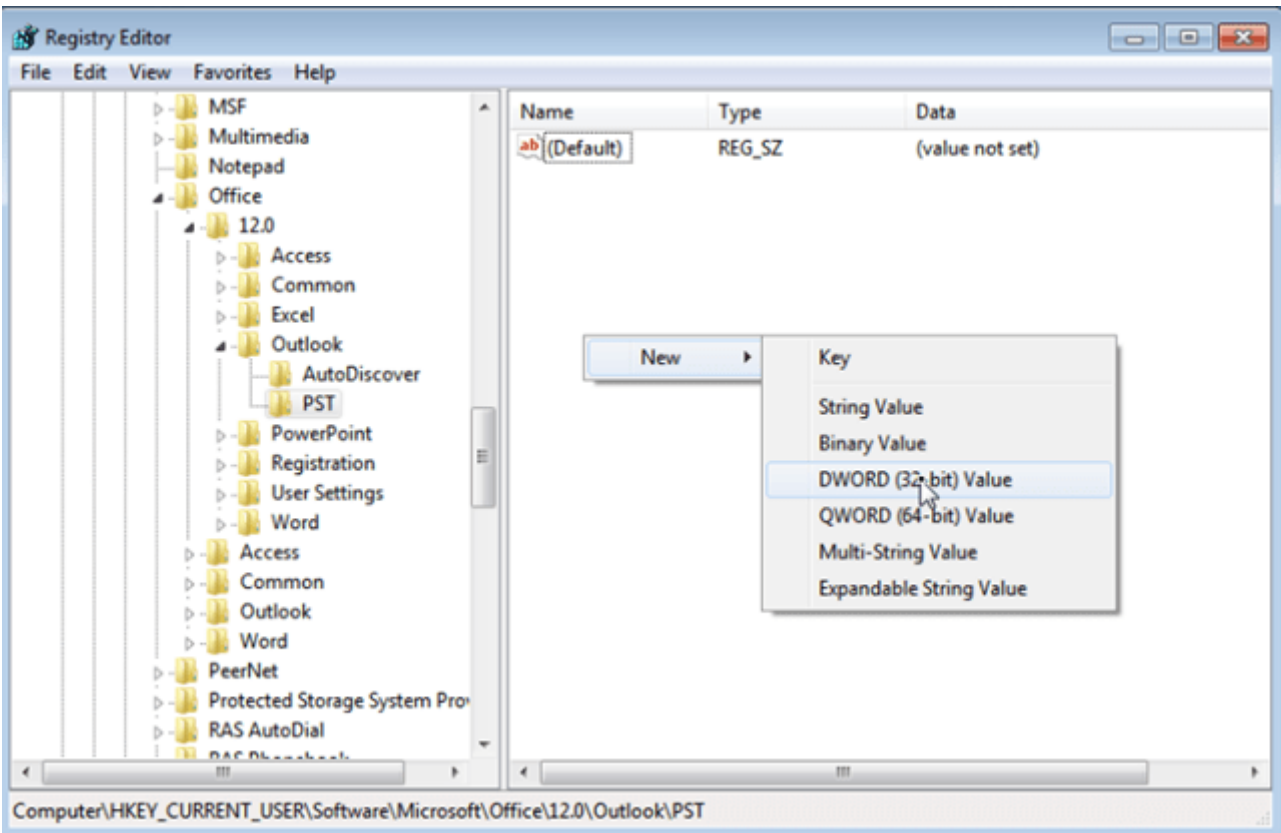 Registry Editor
File Edit View Favorites Help
MSF
Multimedia
Notepad
Office
12.0
Access
Common
Excel
Outlook
AutoDiscover
PST
PowerPoint
Registration
User Settings
Word
Access
Common
Outlook
Word
PeerNet
Protected Storage System Prov
RAS AutoDial
Name Type Data
ab (Default) REG_SZ (value not set)
New
Key
String Value
Binary Value
DWORD (32-bit) Value
QWORD (64-bit) Value
Multi-String Value
Expandable String Value
Computer\HKEY_CURRENT_USER\Software\Microsoft\Office\12.0\Outlook\PST